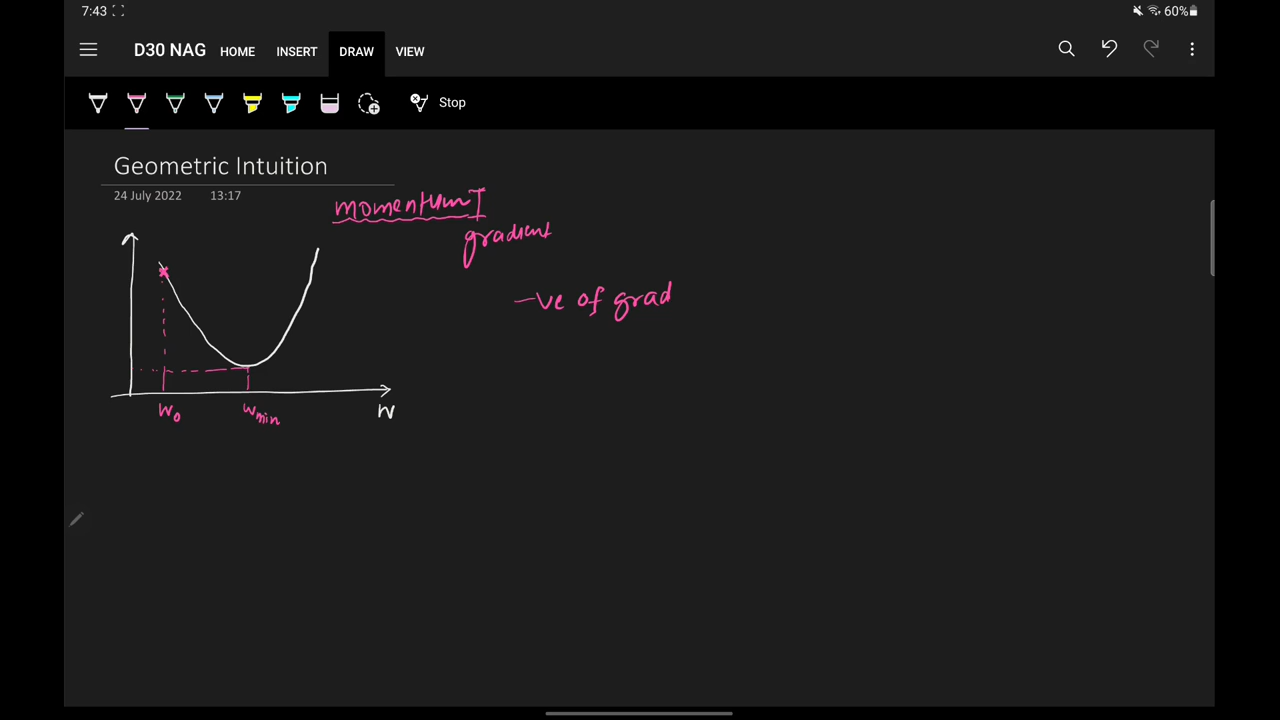 7:43
60%
D30 NAG HOME INSERT DRAW VIEW
Stop
Geometric Intuition
24 July 2022 13:17
momentum
gradient
-ve of grad
w0 wmin
W